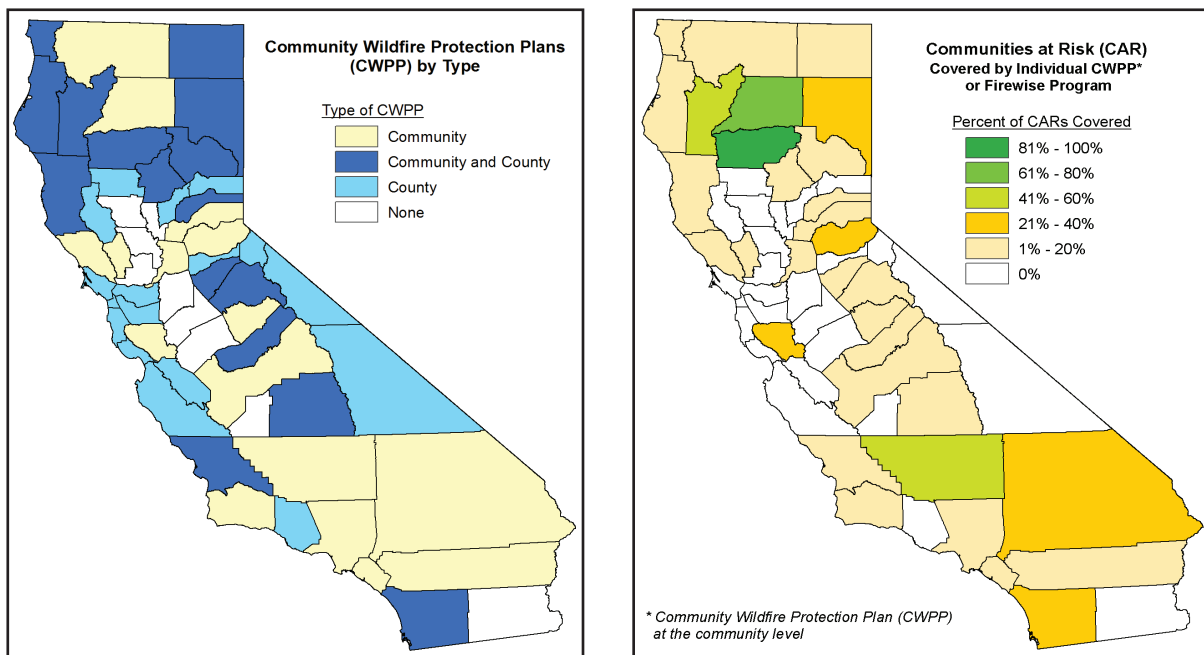 Community Wildfire Protection Plans
(CWPP) by Type
Type of CWPP
Community
Community and County
County
None
Communities at Risk (CAR)
Covered by Individual CWPP*
or Firewise Program
Percent of CARs Covered
81% - 100%
61% - 80%
41% - 60%
21% - 40%
1% - 20%
0%
* Community Wildfire Protection Plan (CWPP)
at the community level